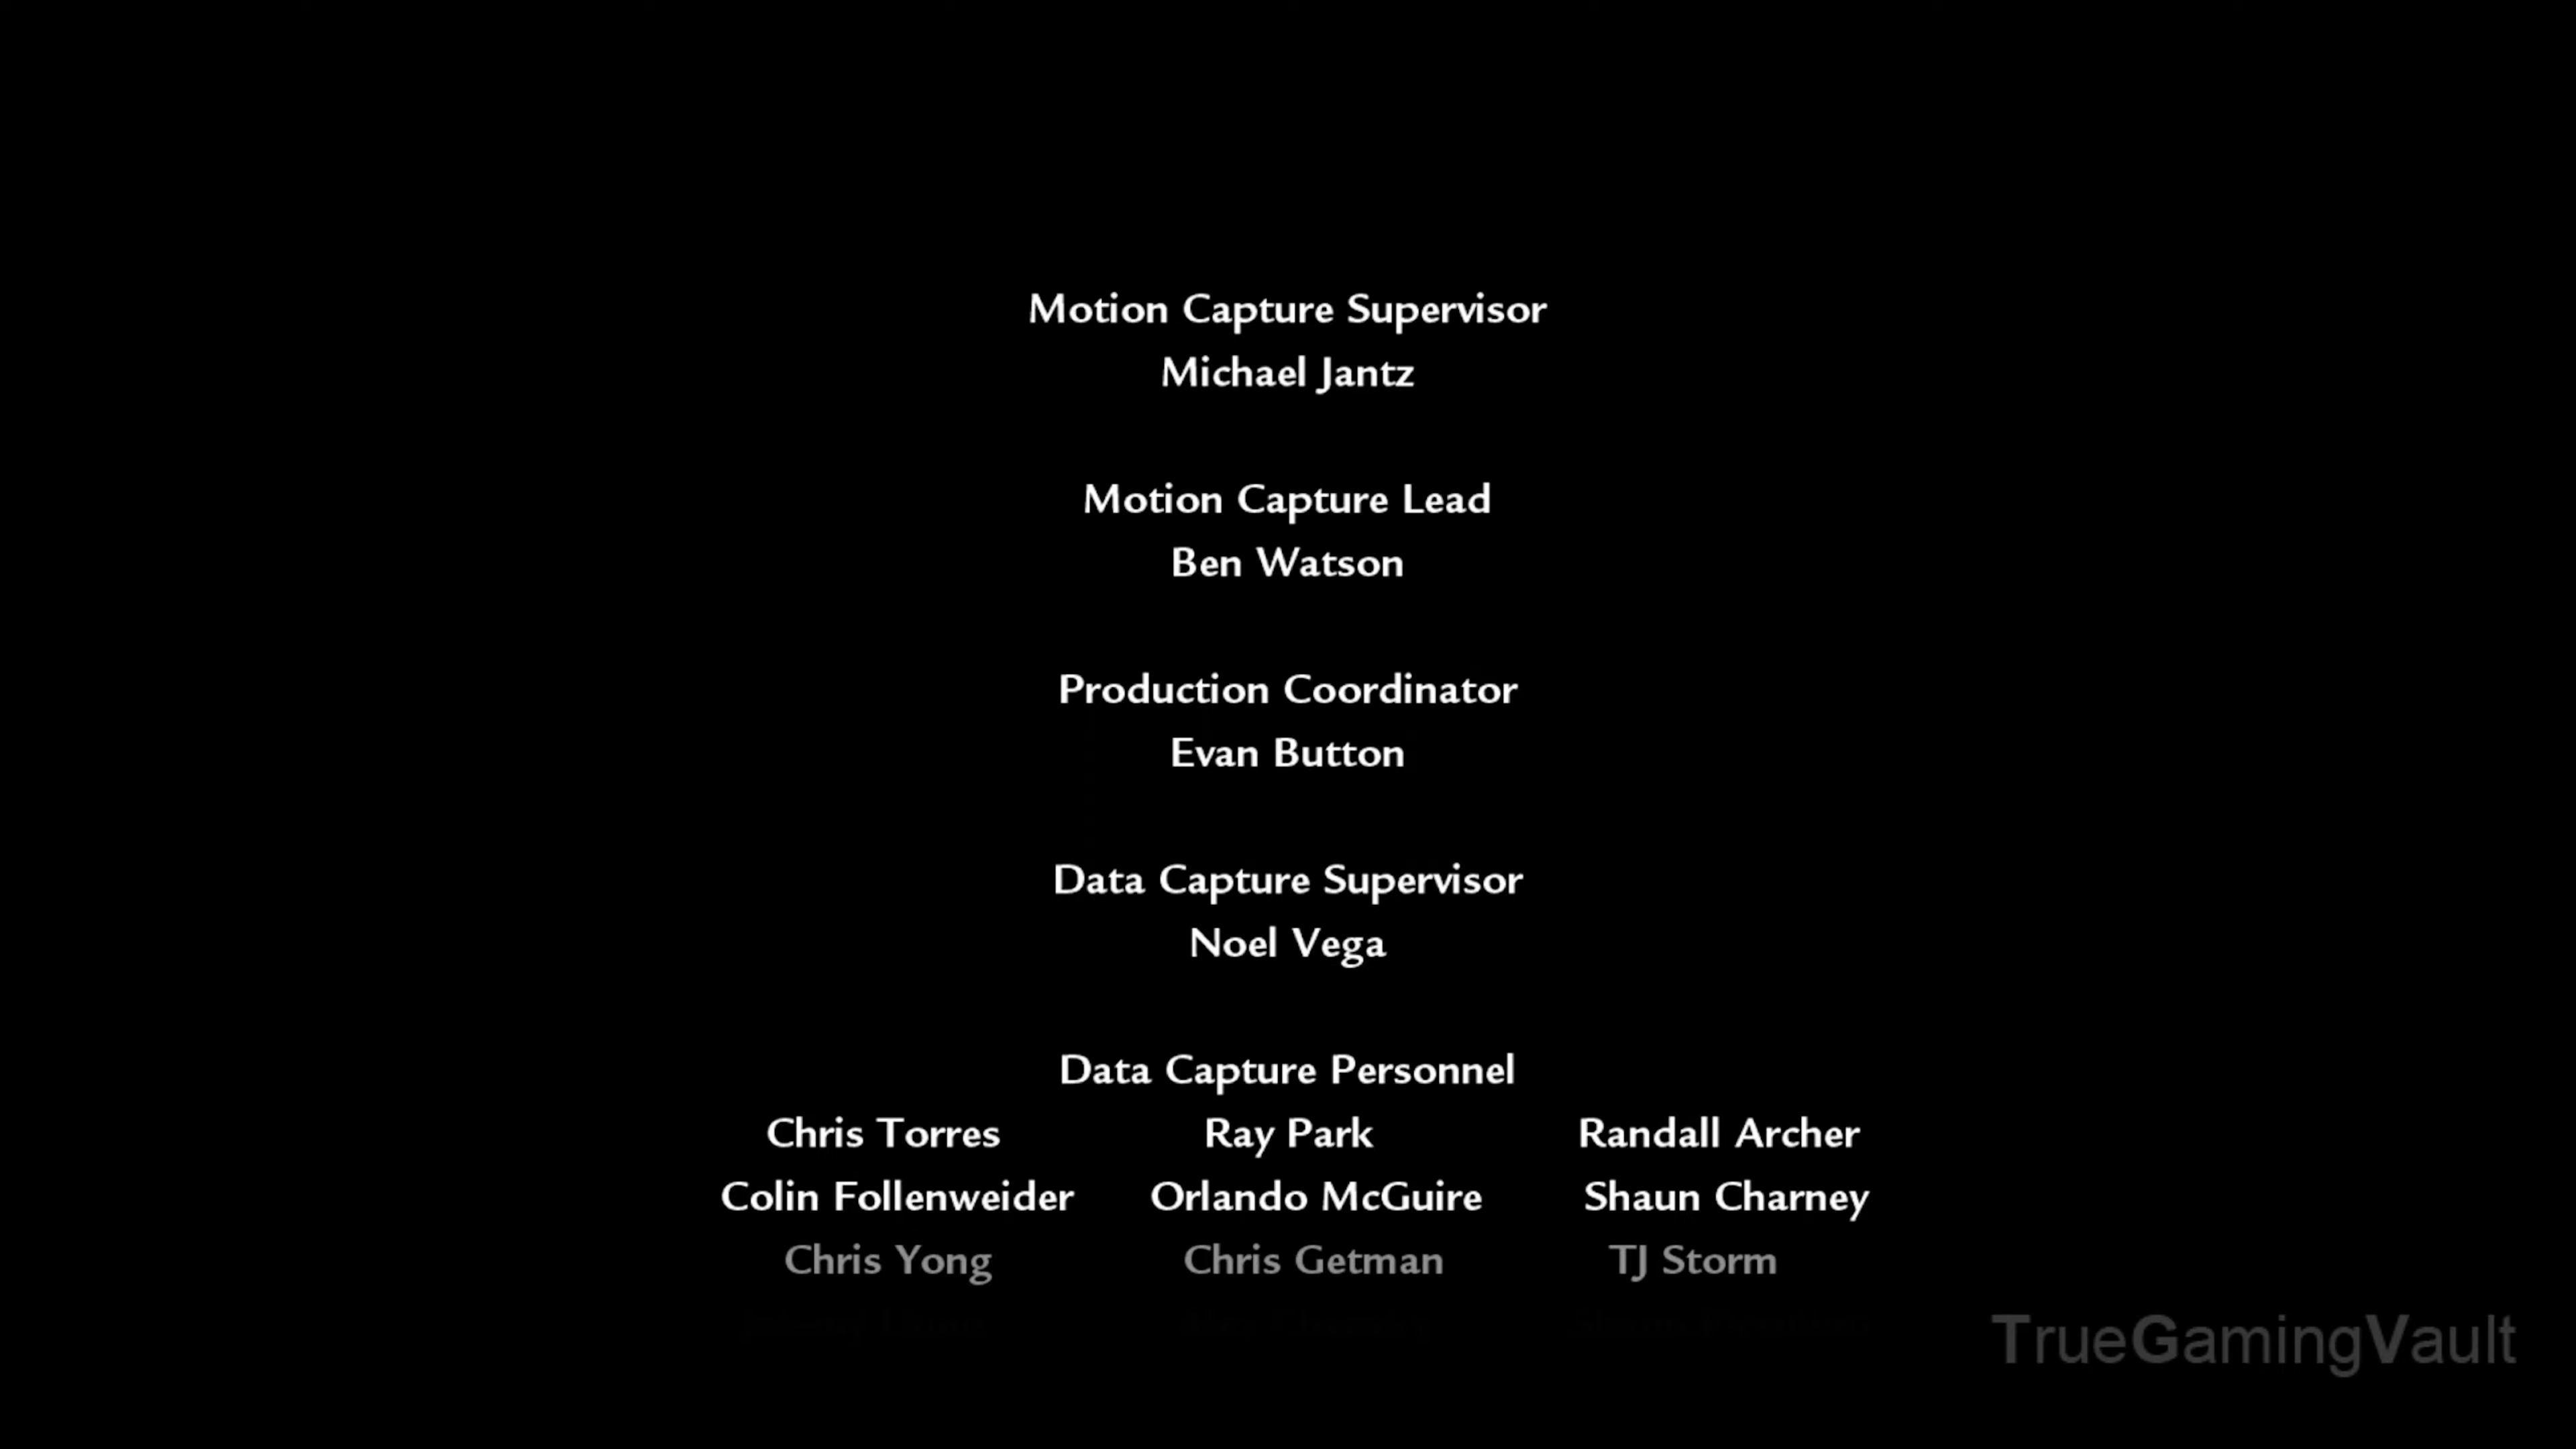 Motion Capture Supervisor
Michael Jantz
Motion Capture Lead
Ben Watson
Production Coordinator
Evan Button
Data Capture Supervisor
Noel Vega
Data Capture Personnel
Chris Torres Ray Park Randall Archer
Colin Follenweider Orlando McGuire Shaun Charney
Chris Yong Chris Getman TJ Storm
TrueGamingVault